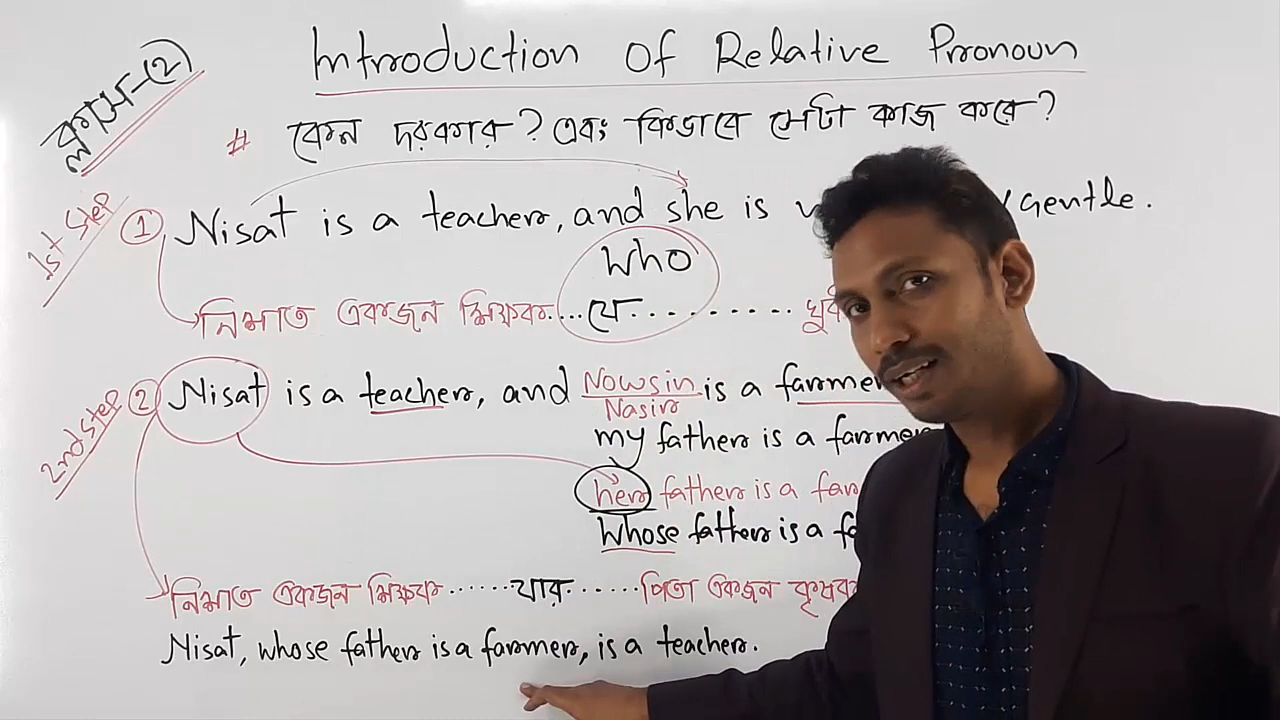 Introduction Of Relative Pronoun
ক্লাস-(২)
# কেন দরকার? এবং কিভাবে সেটা কাজ করে?
1st Step
1 Nisat is a teacher, and she is gentle.
Who
নিসাত একজন শিক্ষক....যে..........
2nd Step
2 Nisat is a teacher, and Nowsin is a farmer
Nasir
my father is a farmer
her father is a
whose father is a
নিসাত একজন শিক্ষক......যার......পিতা একজন কৃষক
Nisat, whose father is a farmer, is a teacher.